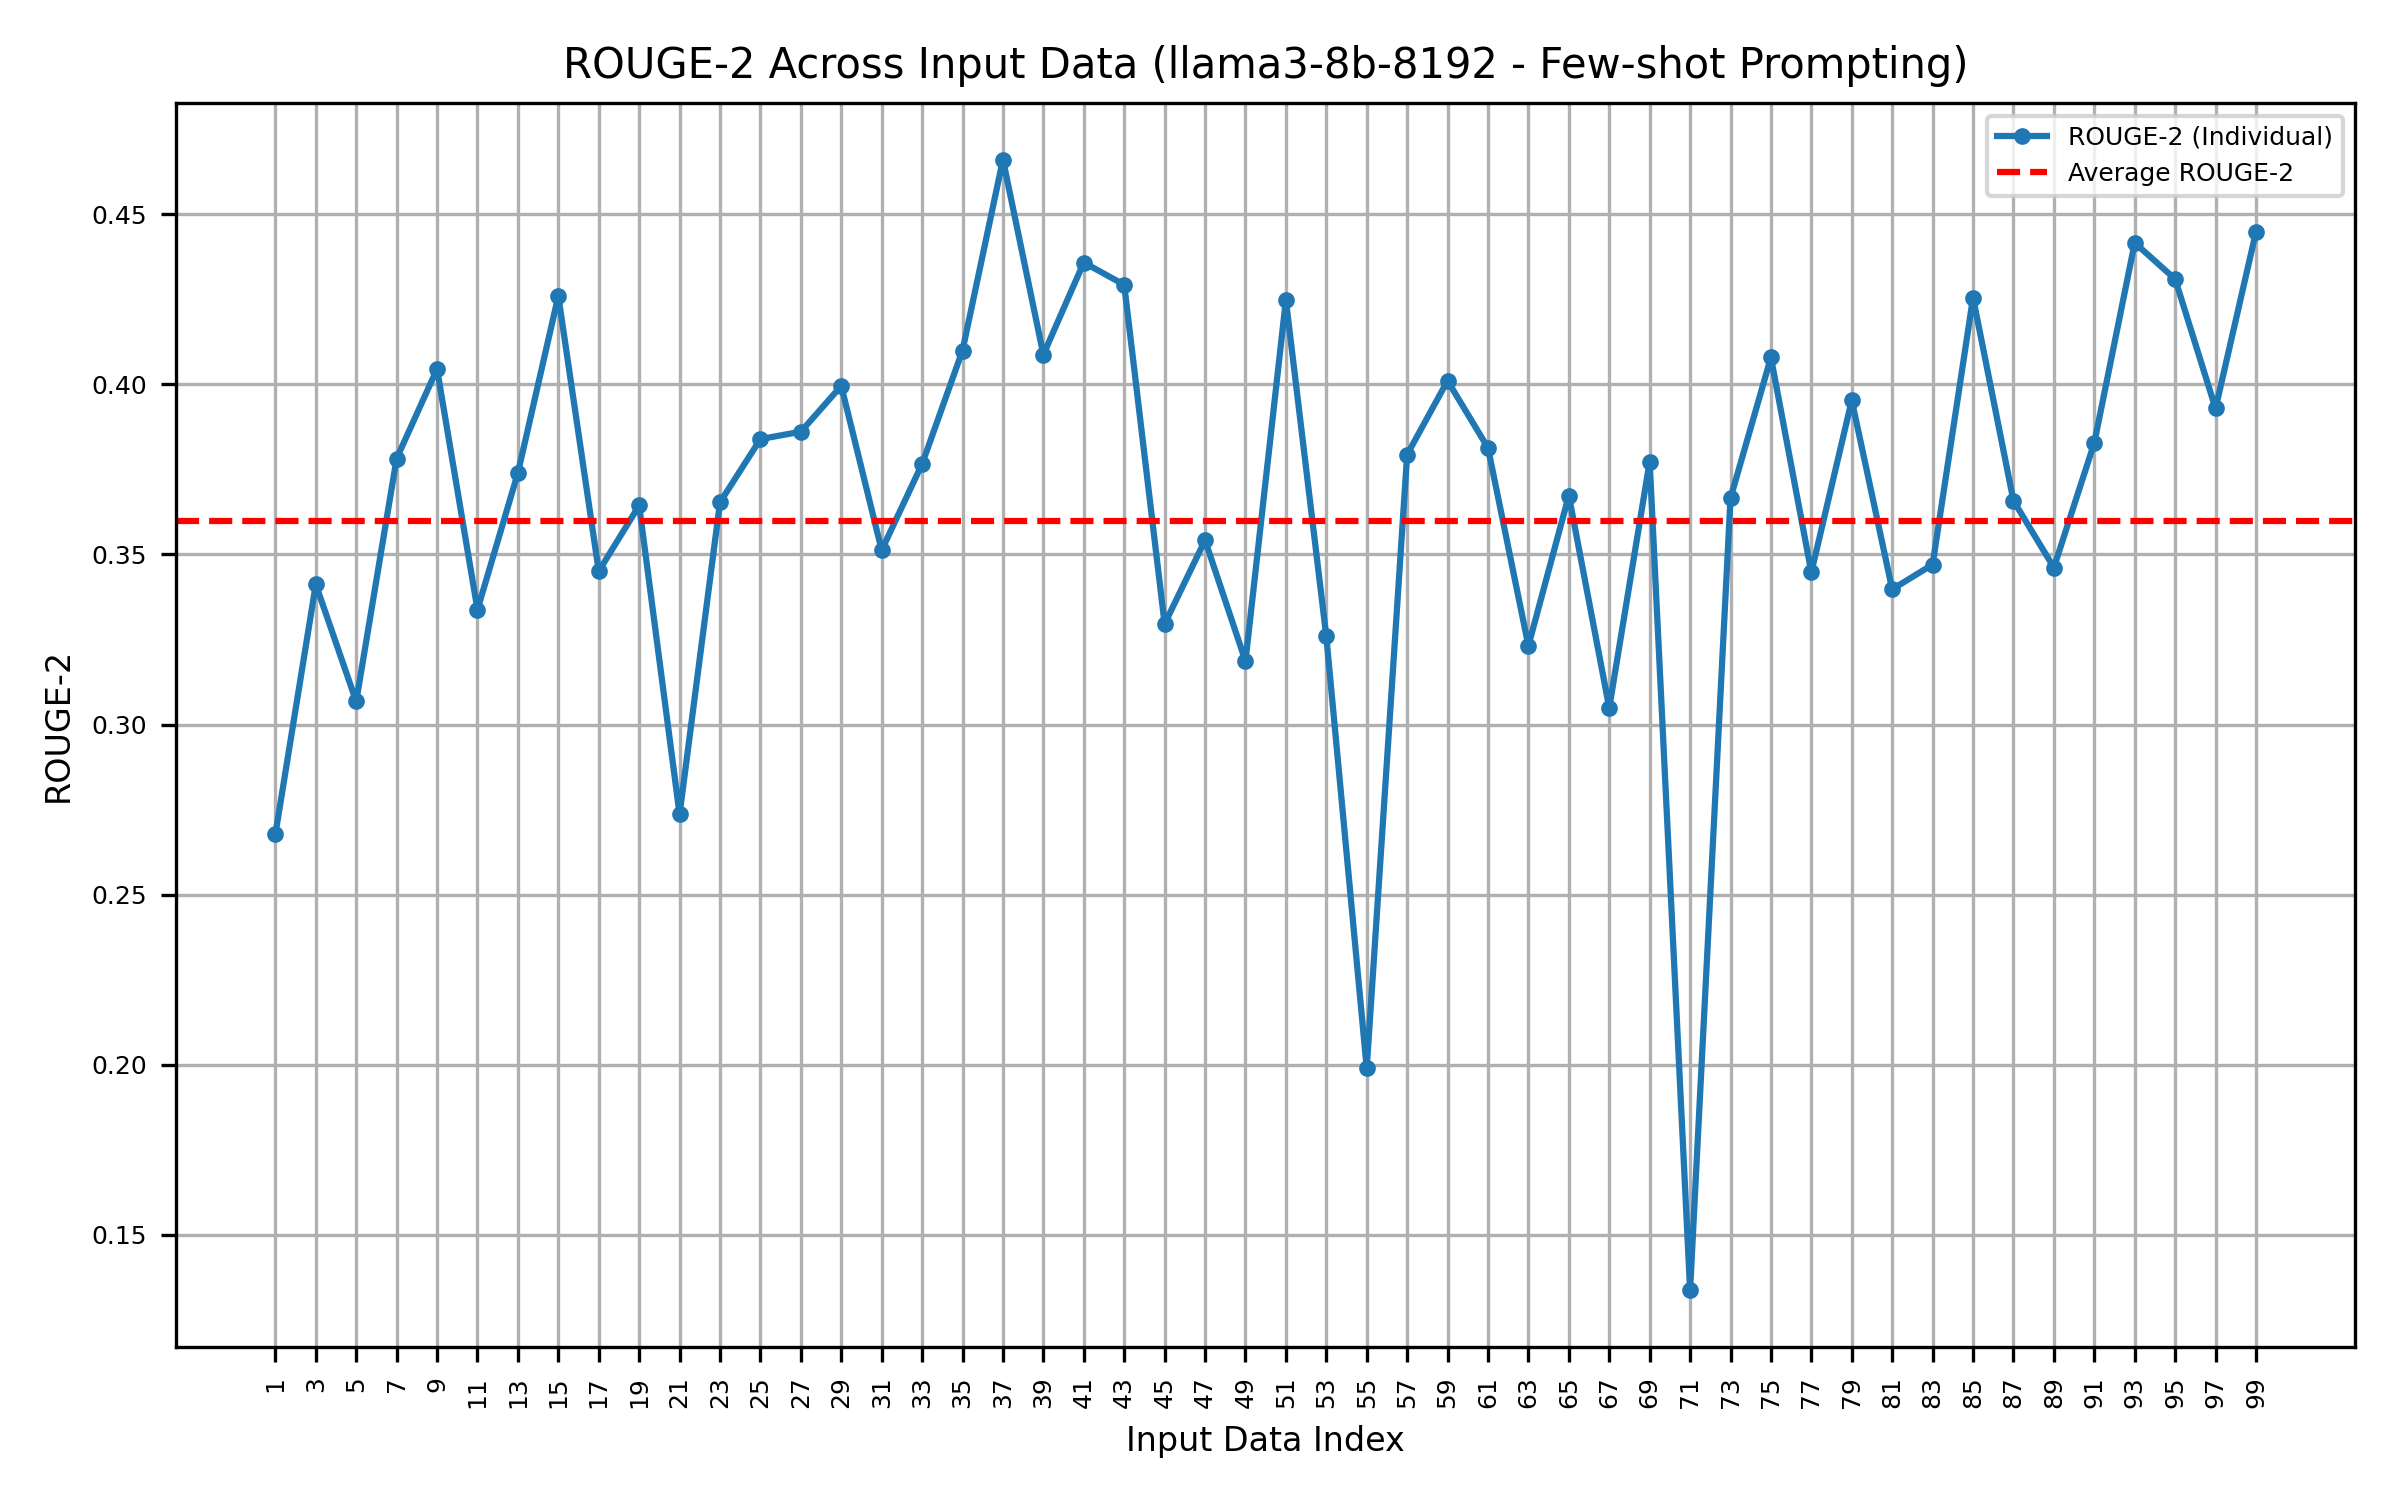 ROUGE-2 Across Input Data (llama3-8b-8192 - Few-shot Prompting)
ROUGE-2 (Individual)
Average ROUGE-2
0.45
0.40
0.35
0.30
0.25
0.20
0.15
ROUGE-2
1 3 5 7 9 11 13 15 17 19 21 23 25 27 29 31 33 35 37 39 41 43 45 47 49 51 53 55 57 59 61 63 65 67 69 71 73 75 77 79 81 83 85 87 89 91 93 95 97 99
Input Data Index